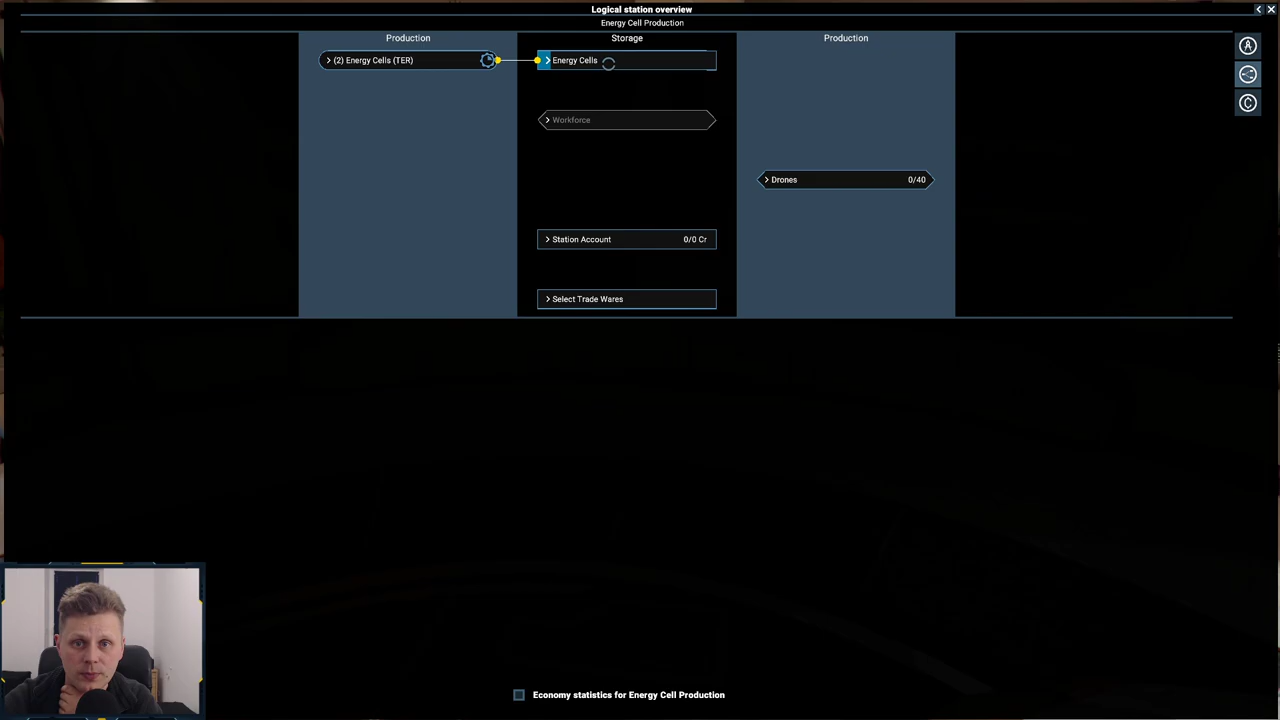 Logical station overview
Energy Cell Production
Production
Storage
Production
(2) Energy Cells (TER)
Energy Cells
Workforce
Drones 0/40
Station Account 0/0 Cr
Select Trade Wares
Economy statistics for Energy Cell Production